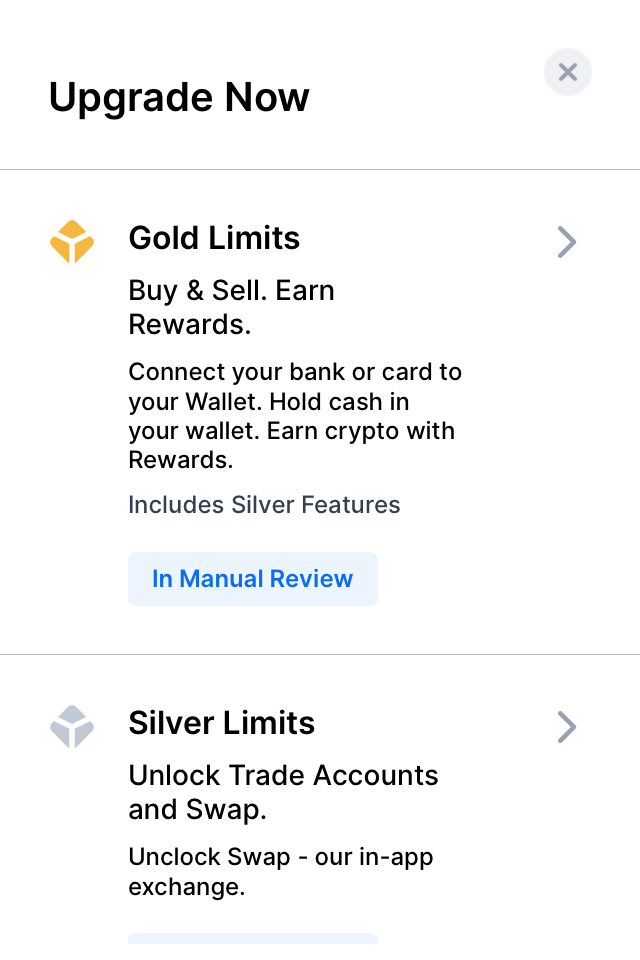 Upgrade Now
Gold Limits
Buy & Sell. Earn
Rewards.
Connect your bank or card to
your Wallet. Hold cash in
your wallet. Earn crypto with
Rewards.
Includes Silver Features
In Manual Review
Silver Limits
Unlock Trade Accounts
and Swap.
Unclock Swap - our in-app
exchange.